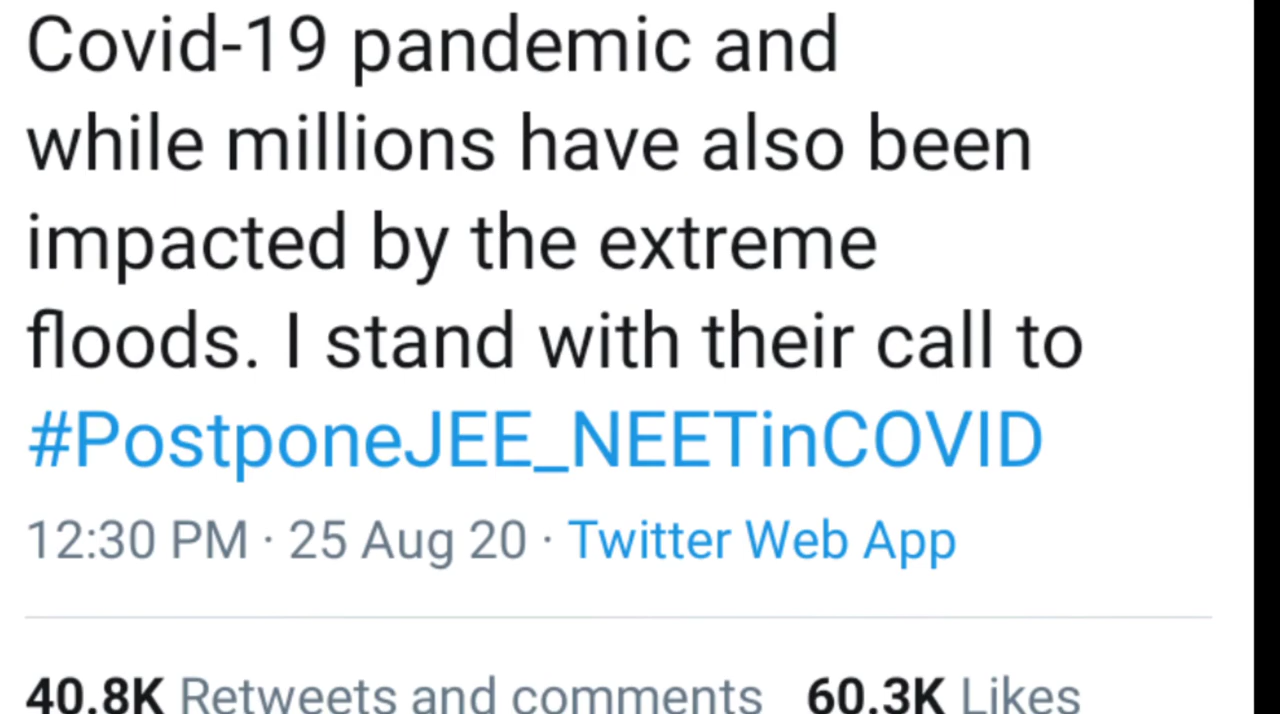 Covid-19 pandemic and
while millions have also been
impacted by the extreme
floods. I stand with their call to
#PostponeJEE_NEETinCOVID
12:30 PM · 25 Aug 20 · Twitter Web App
40.8K Retweets and comments 60.3K Likes